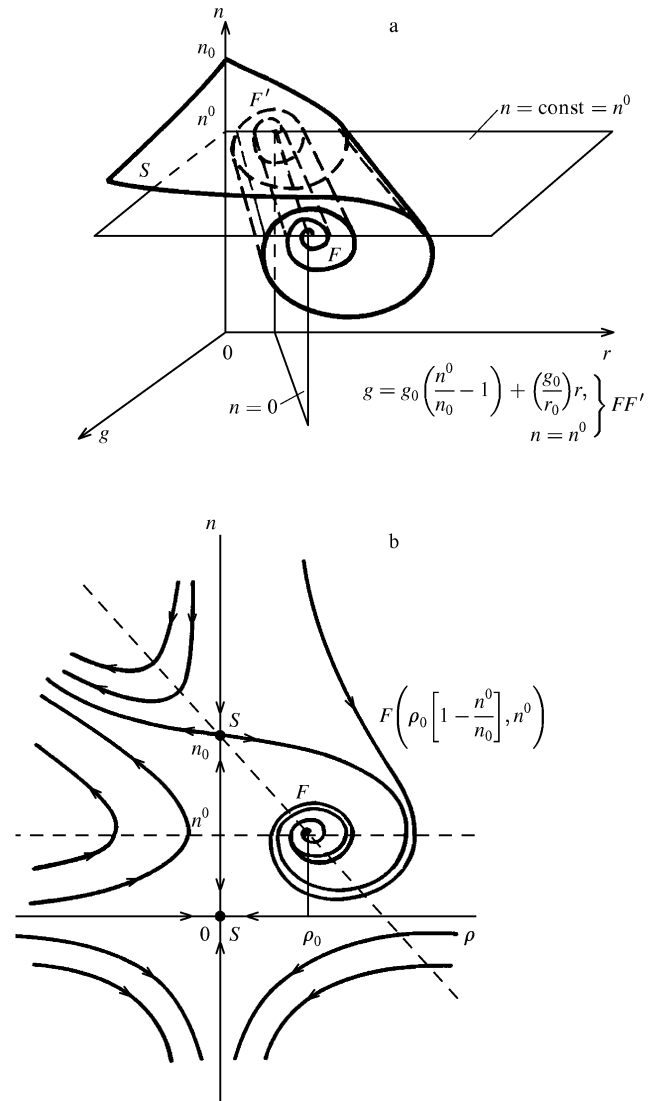 n
a
n₀
F′
n⁰
n = const = n⁰
S
F
0
r
n = 0
g = g₀(n⁰/n₀ − 1) + (g₀/r₀)r,
n = n⁰
} FF′
g
n
b
S
F(ρ₀[1 − n⁰/n₀], n⁰)
n₀
F
n⁰
0 S ρ₀ ρ